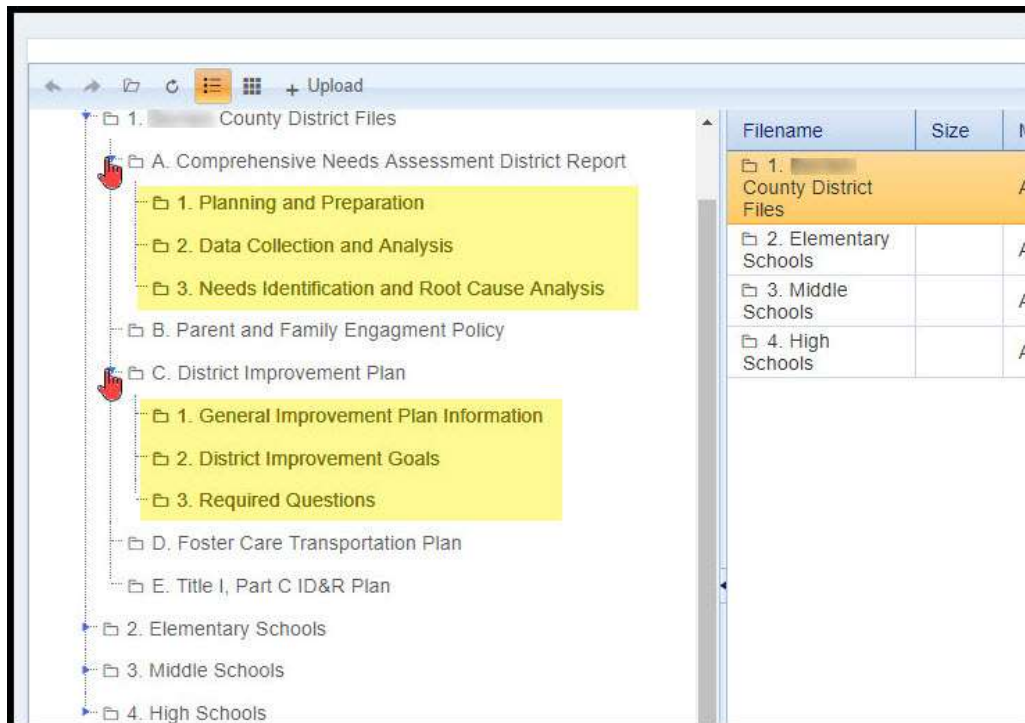 + Upload
1. County District Files
A. Comprehensive Needs Assessment District Report
1. Planning and Preparation
2. Data Collection and Analysis
3. Needs Identification and Root Cause Analysis
B. Parent and Family Engagment Policy
C. District Improvement Plan
1. General Improvement Plan Information
2. District Improvement Goals
3. Required Questions
D. Foster Care Transportation Plan
E. Title I, Part C ID&R Plan
2. Elementary Schools
3. Middle Schools
4. High Schools
Filename Size
1.
County District
Files
2. Elementary
Schools
3. Middle
Schools
4. High
Schools